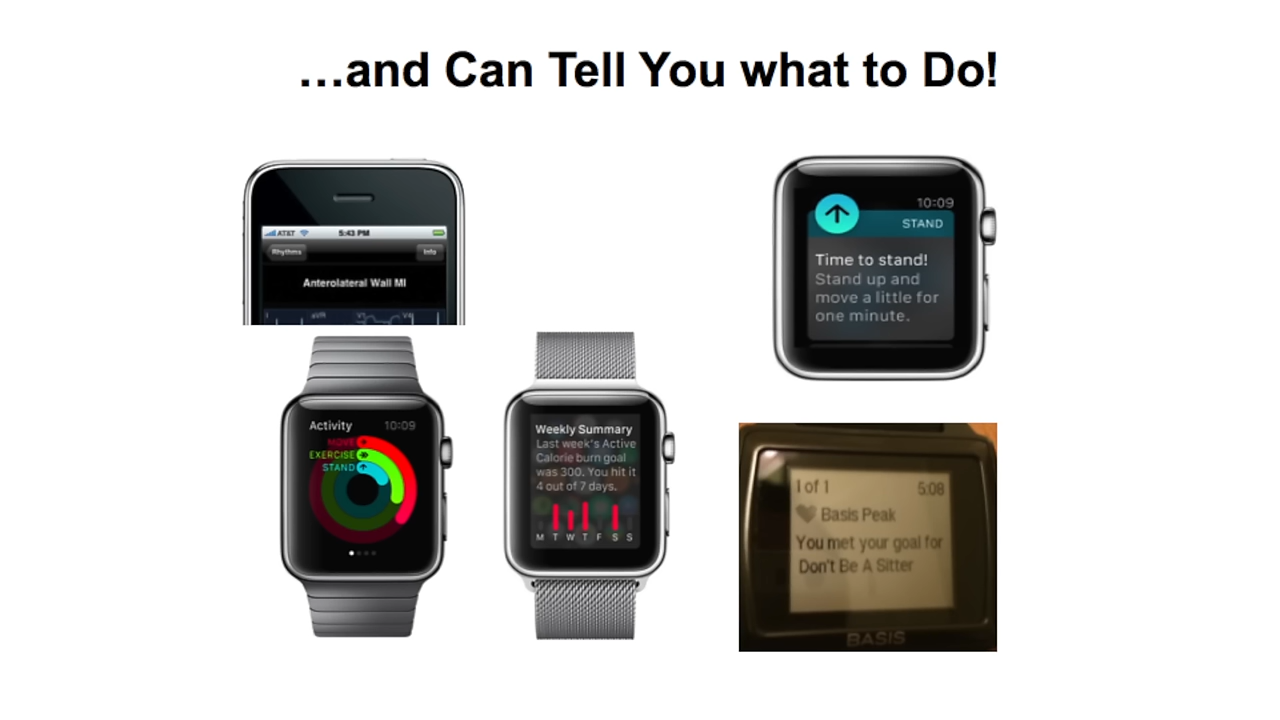 …and Can Tell You what to Do!
AT&T 5:43 PM
Rhythms Info
Anterolateral Wall MI
I aVR V1 V4
10:09
STAND
Time to stand!
Stand up and
move a little for
one minute.
Activity 10:09
MOVE
EXERCISE
STAND
Weekly Summary
Last week's Active
Calorie burn goal
was 300. You hit it
4 out of 7 days.
M T W T F S S
1 of 1 5:08
Basis Peak
You met your goal for
Don't Be A Sitter
BASIS